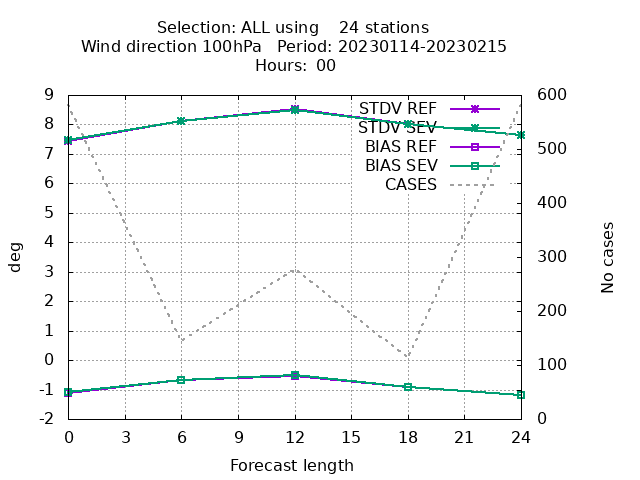 Selection: ALL using 24 stations
Wind direction 100hPa Period: 20230114-20230215
Hours: 00
STDV REF
STDV SEV
BIAS REF
BIAS SEV
CASES
9
8
7
6
5
4
3
2
1
0
-1
-2
600
500
400
300
200
100
0
deg
No cases
0 3 6 9 12 15 18 21 24
Forecast length